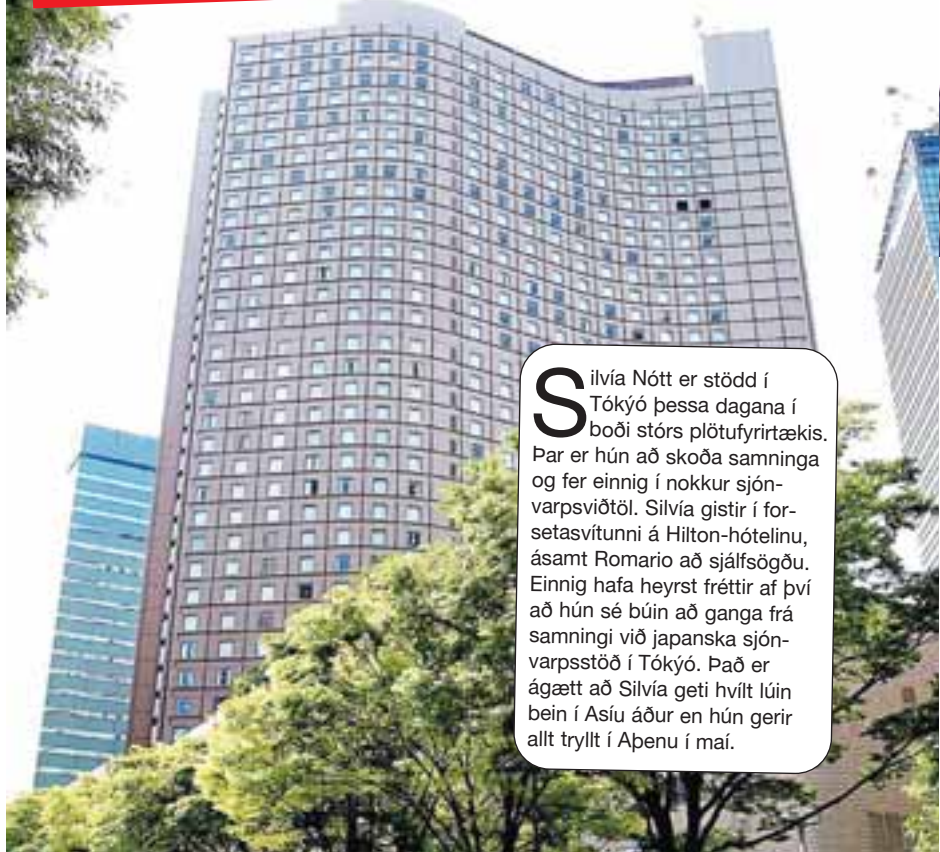 Silvía Nótt er stödd í
Tókýó þessa dagana í
boði stórs plötufyrirtækis.
Þar er hún að skoða samninga
og fer einnig í nokkur sjón-
varpsviðtöl. Silvía gistir í for-
setasvítunni á Hilton-hótelinu,
ásamt Romario að sjálfsögðu.
Einnig hafa heyrst fréttir af því
að hún sé búin að ganga frá
samningi við japanska sjón-
varpsstöð í Tókýó. Það er
ágætt að Silvía geti hvílt lúin
bein í Asíu áður en hún gerir
allt tryllt í Aþenu í maí.